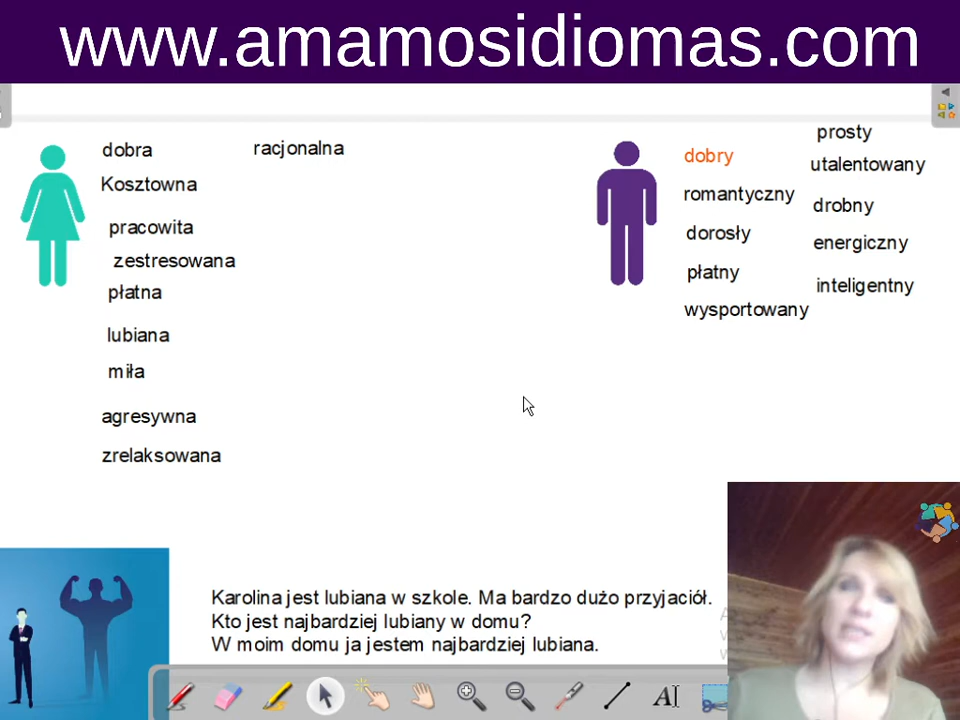 www.amamosidiomas.com
dobra
racjonalna
Kosztowna
pracowita
zestresowana
płatna
lubiana
miła
agresywna
zrelaksowana
dobry
romantyczny
dorosły
płatny
wysportowany
prosty
utalentowany
drobny
energiczny
inteligentny
Karolina jest lubiana w szkole. Ma bardzo dużo przyjaciół.
Kto jest najbardziej lubiany w domu?
W moim domu ja jestem najbardziej lubiana.
AI